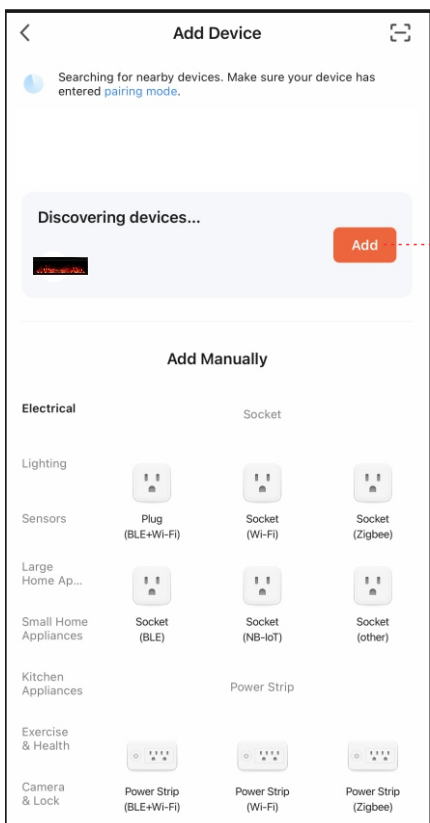 Add Device
Searching for nearby devices. Make sure your device has
entered pairing mode.
Discovering devices...
Add
Add Manually
Electrical
Socket
Lighting
Sensors
Plug
(BLE+Wi-Fi)
Socket
(Wi-Fi)
Socket
(Zigbee)
Large
Home Ap...
Small Home
Appliances
Socket
(BLE)
Socket
(NB-IoT)
Socket
(other)
Kitchen
Appliances
Power Strip
Exercise
& Health
Camera
& Lock
Power Strip
(BLE+Wi-Fi)
Power Strip
(Wi-Fi)
Power Strip
(Zigbee)